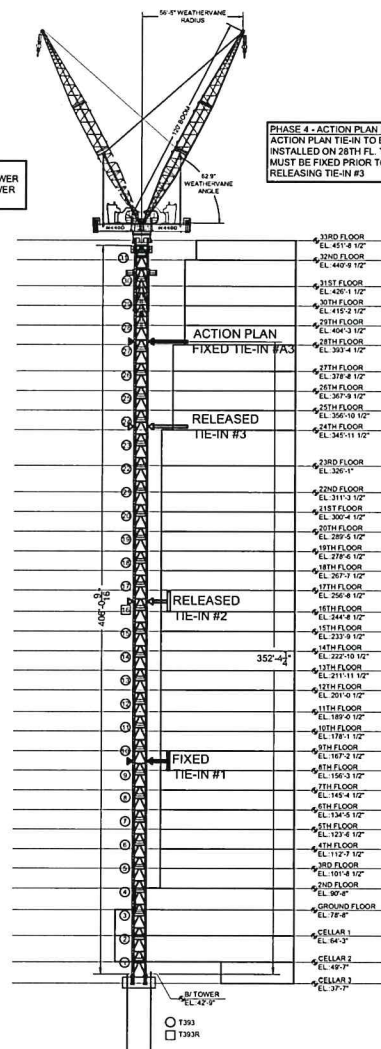 56'-5" WEATHERVANE
RADIUS
120' BOOM
62.9°
WEATHERVANE
ANGLE
PHASE 4 - ACTION PLAN
ACTION PLAN TIE-IN TO
INSTALLED ON 28TH FL.
MUST BE FIXED PRIOR TO
RELEASING TIE-IN #3
33RD FLOOR
EL. 451'-8 1/2"
32ND FLOOR
EL. 440'-9 1/2"
31ST FLOOR
EL. 426'-1 1/2"
30TH FLOOR
EL. 415'-2 1/2"
29TH FLOOR
EL. 404'-3 1/2"
28TH FLOOR
EL. 393'-4 1/2"
ACTION PLAN
FIXED TIE-IN #A3
27TH FLOOR
EL. 378'-8 1/2"
26TH FLOOR
EL. 367'-9 1/2"
25TH FLOOR
EL. 356'-10 1/2"
24TH FLOOR
EL. 345'-11 1/2"
RELEASED
TIE-IN #3
23RD FLOOR
EL. 326'-1"
22ND FLOOR
EL. 311'-3 1/2"
21ST FLOOR
EL. 300'-4 1/2"
20TH FLOOR
EL. 289'-5 1/2"
19TH FLOOR
EL. 278'-6 1/2"
18TH FLOOR
EL. 267'-7 1/2"
17TH FLOOR
EL. 256'-8 1/2"
16TH FLOOR
EL. 244'-8 1/2"
RELEASED
TIE-IN #2
406'-0 9/16"
15TH FLOOR
EL. 233'-9 1/2"
14TH FLOOR
EL. 222'-10 1/2"
352'-4 1/4"
13TH FLOOR
EL. 211'-11 1/2"
12TH FLOOR
EL. 201'-0 1/2"
11TH FLOOR
EL. 189'-0 1/2"
10TH FLOOR
EL. 178'-1 1/2"
9TH FLOOR
EL. 167'-2 1/2"
8TH FLOOR
EL. 156'-3 1/2"
FIXED
TIE-IN #1
7TH FLOOR
EL. 145'-4 1/2"
6TH FLOOR
EL. 134'-5 1/2"
5TH FLOOR
EL. 123'-6 1/2"
4TH FLOOR
EL. 112'-7 1/2"
3RD FLOOR
EL. 101'-8 1/2"
2ND FLOOR
EL. 90'-8"
GROUND FLOOR
EL. 78'-8"
CELLAR 1
EL. 64'-3"
CELLAR 2
EL. 49'-7"
CELLAR 3
EL. 37'-7"
B/ TOWER
EL. 42'-9"
T393
T393R